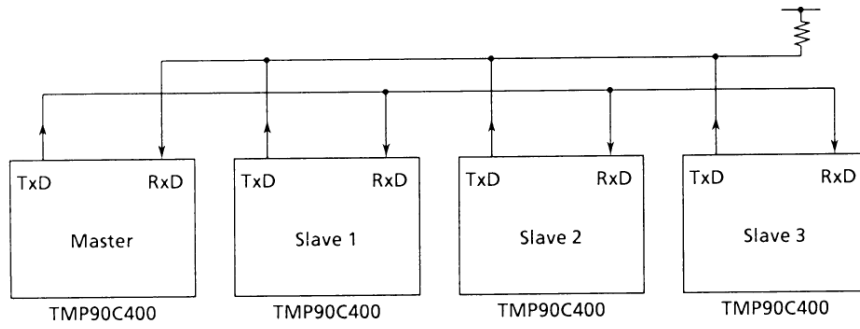 TxD RxD TxD RxD TxD RxD TxD RxD
Master Slave 1 Slave 2 Slave 3
TMP90C400 TMP90C400 TMP90C400 TMP90C400